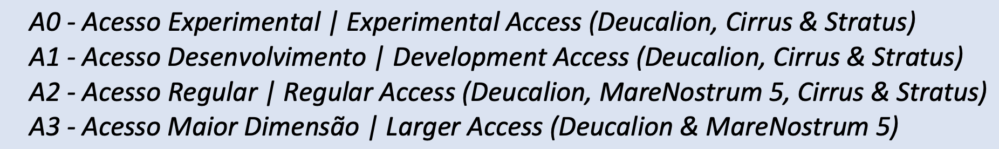 A0 - Acesso Experimental | Experimental Access (Deucalion, Cirrus & Stratus)
A1 - Acesso Desenvolvimento | Development Access (Deucalion, Cirrus & Stratus)
A2 - Acesso Regular | Regular Access (Deucalion, MareNostrum 5, Cirrus & Stratus)
A3 - Acesso Maior Dimensão | Larger Access (Deucalion & MareNostrum 5)